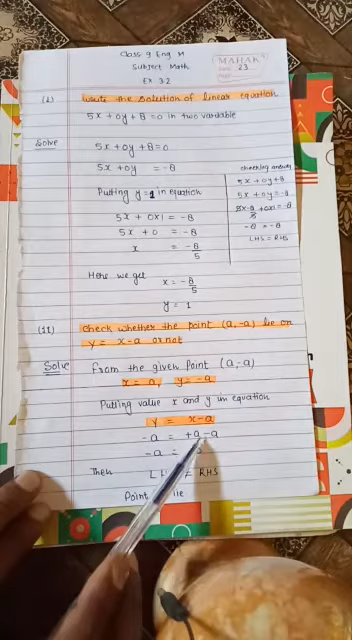 Class 9 Eng M
Subject Math
Ex 3.2
MAHAK
23
(i) write the solution of linear equation
5x + 0y + 8 = 0 in two variable
Solve
5x + 0y + 8 = 0
5x + 0y = -8
Putting y = 1 in equation
5x + 0x1 = -8
5x + 0 = -8
x = -8/5
Here we get x = -8/5
y = 1
checking answer
5x + 0y + 8
5x + 0y = -8
5x-8/5 + 0x1 = -8
-8 = -8
LHS = RHS
(ii) check whether the point (a, -a) lie on
y = x - a or not
Solve from the given point (a, -a)
x = a, y = -a
Putting value x and y in equation
y = x - a
-a = +a - a
-a =
Then ≠ RHS
Point lie